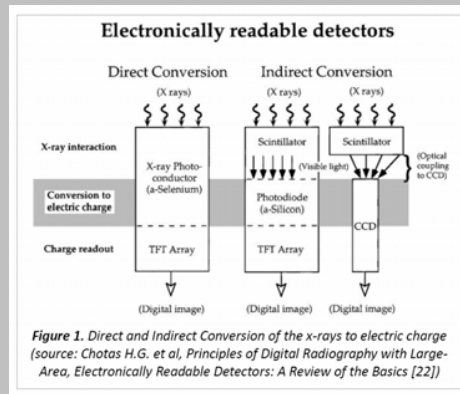 Electronically readable detectors
Direct Conversion
Indirect Conversion
(X rays)
(X rays)
(X rays)
X-ray interaction
X-ray Photo-
conductor
(a-Selenium)
Scintillator
Scintillator
(Visible light)
(Optical
coupling
to CCD)
Conversion to
electric charge
Photodiode
(a-Silicon)
CCD
Charge readout
TFT Array
TFT Array
(Digital image)
(Digital image)
(Digital image)
Figure 1. Direct and Indirect Conversion of the x-rays to electric charge
(source: Chotas H.G. et al, Principles of Digital Radiography with Large-
Area, Electronically Readable Detectors: A Review of the Basics [22])